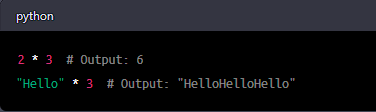 python
2 * 3  # Output: 6
"Hello" * 3  # Output: "HelloHelloHello"